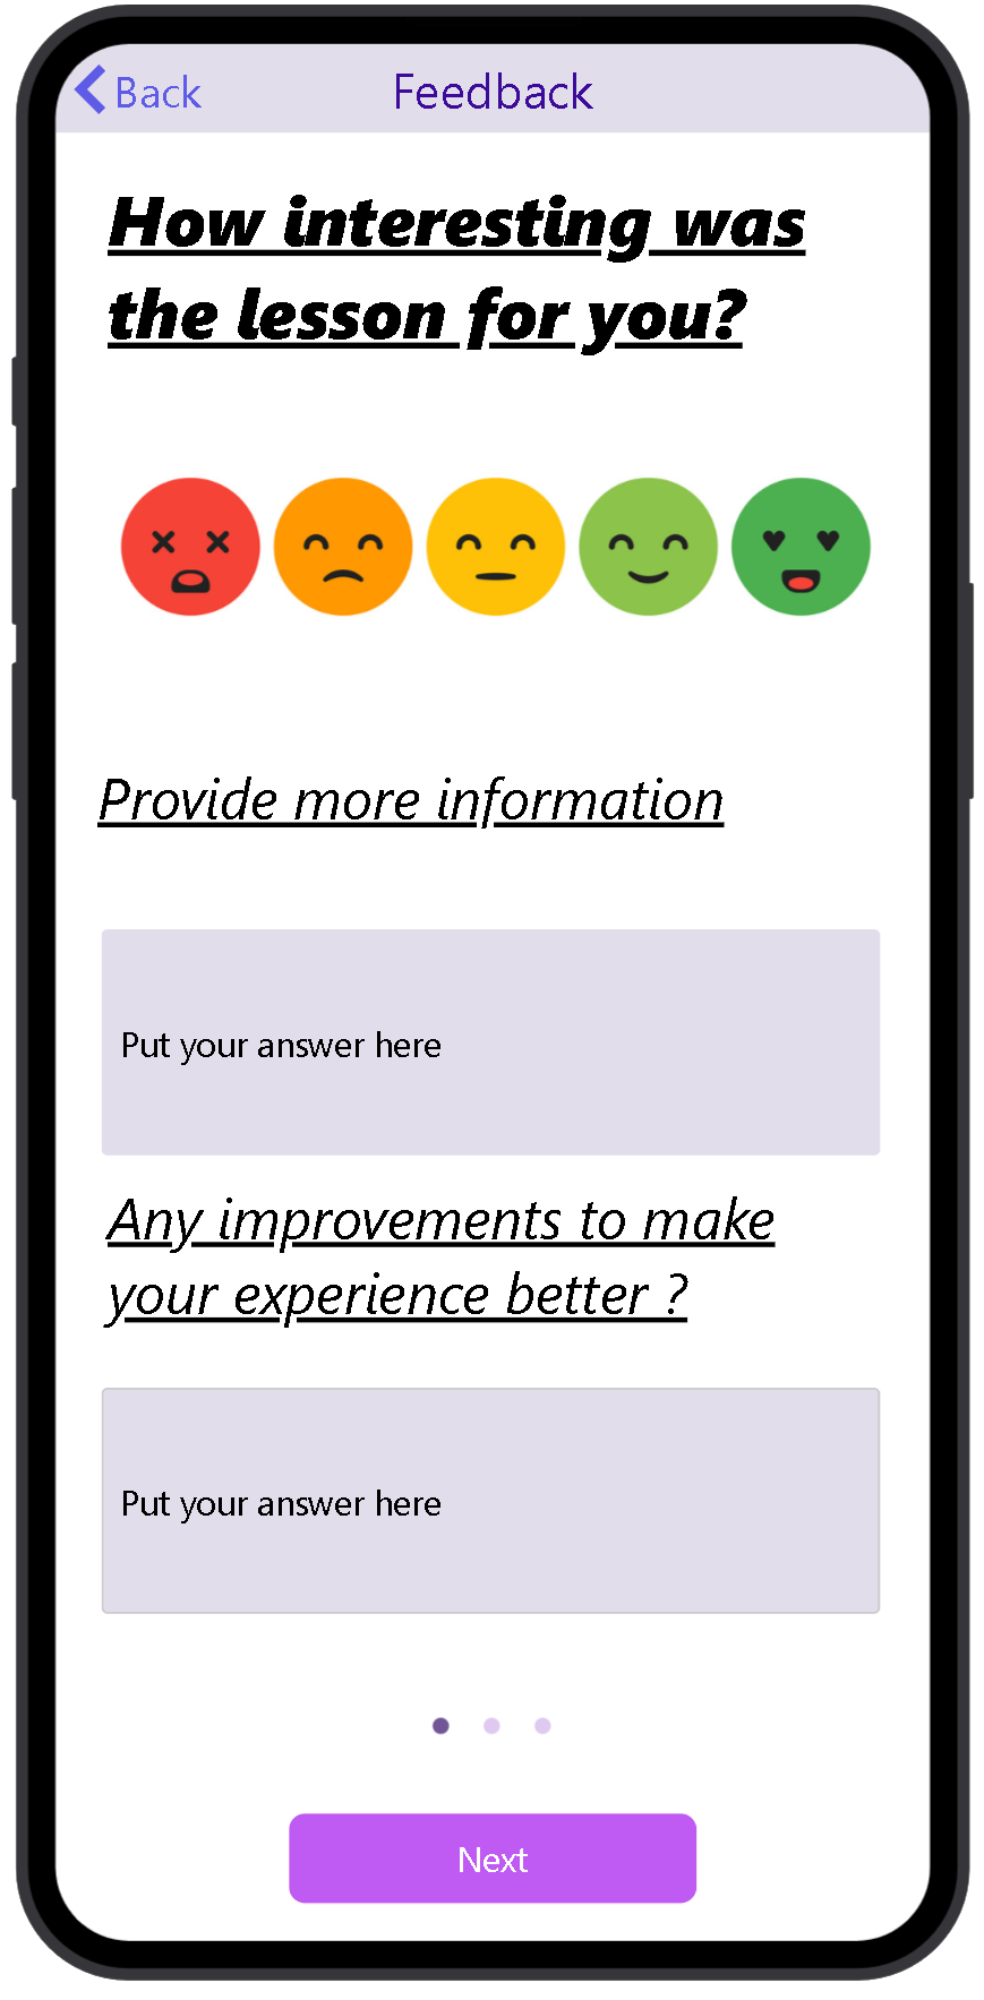 Back
Feedback
How interesting was
the lesson for you?
Provide more information
Put your answer here
Any improvements to make
your experience better ?
Put your answer here
Next